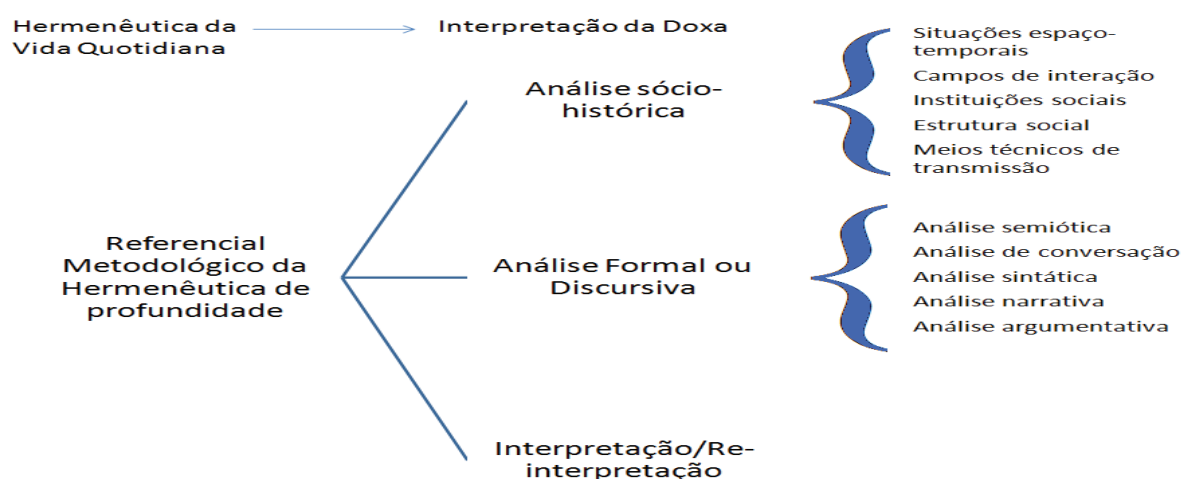 Hermenêutica da
Vida Quotidiana
Interpretação da Doxa
Análise sócio-
histórica
Situações espaço-
temporais
Campos de interação
Instituições sociais
Estrutura social
Meios técnicos de
transmissão
Referencial
Metodológico da
Hermenêutica de
profundidade
Análise Formal ou
Discursiva
Análise semiótica
Análise de conversação
Análise sintática
Análise narrativa
Análise argumentativa
Interpretação/Re-
interpretação